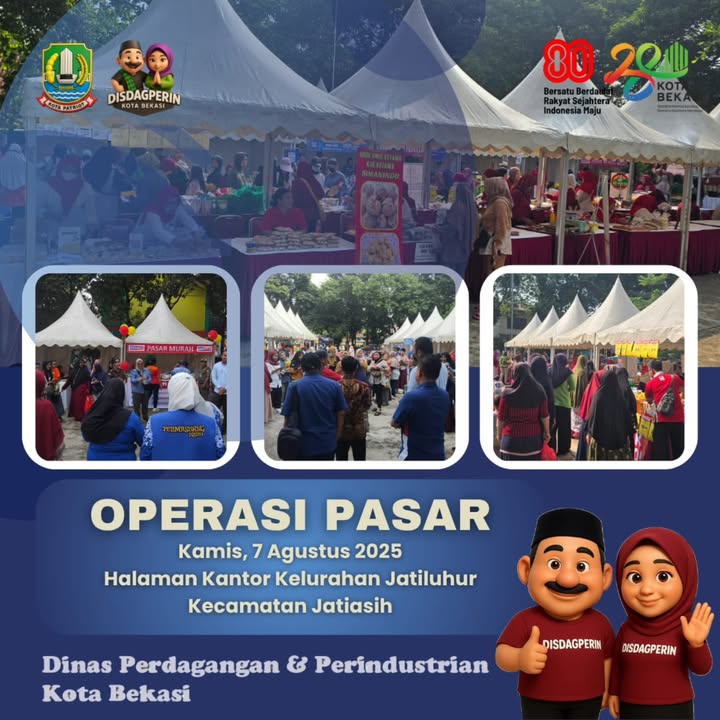 KOTA PATRIOT
DISDAGPERIN
KOTA BEKASI
80
Bersatu Berdaulat
Rakyat Sejahtera
Indonesia Maju
28
KOTA
BEKASI
PASAR MURAH
OPERASI PASAR
Kamis, 7 Agustus 2025
Halaman Kantor Kelurahan Jatiluhur
Kecamatan Jatiasih
DISDAGPERIN
DISDAGPERIN
Dinas Perdagangan & Perindustrian
Kota Bekasi